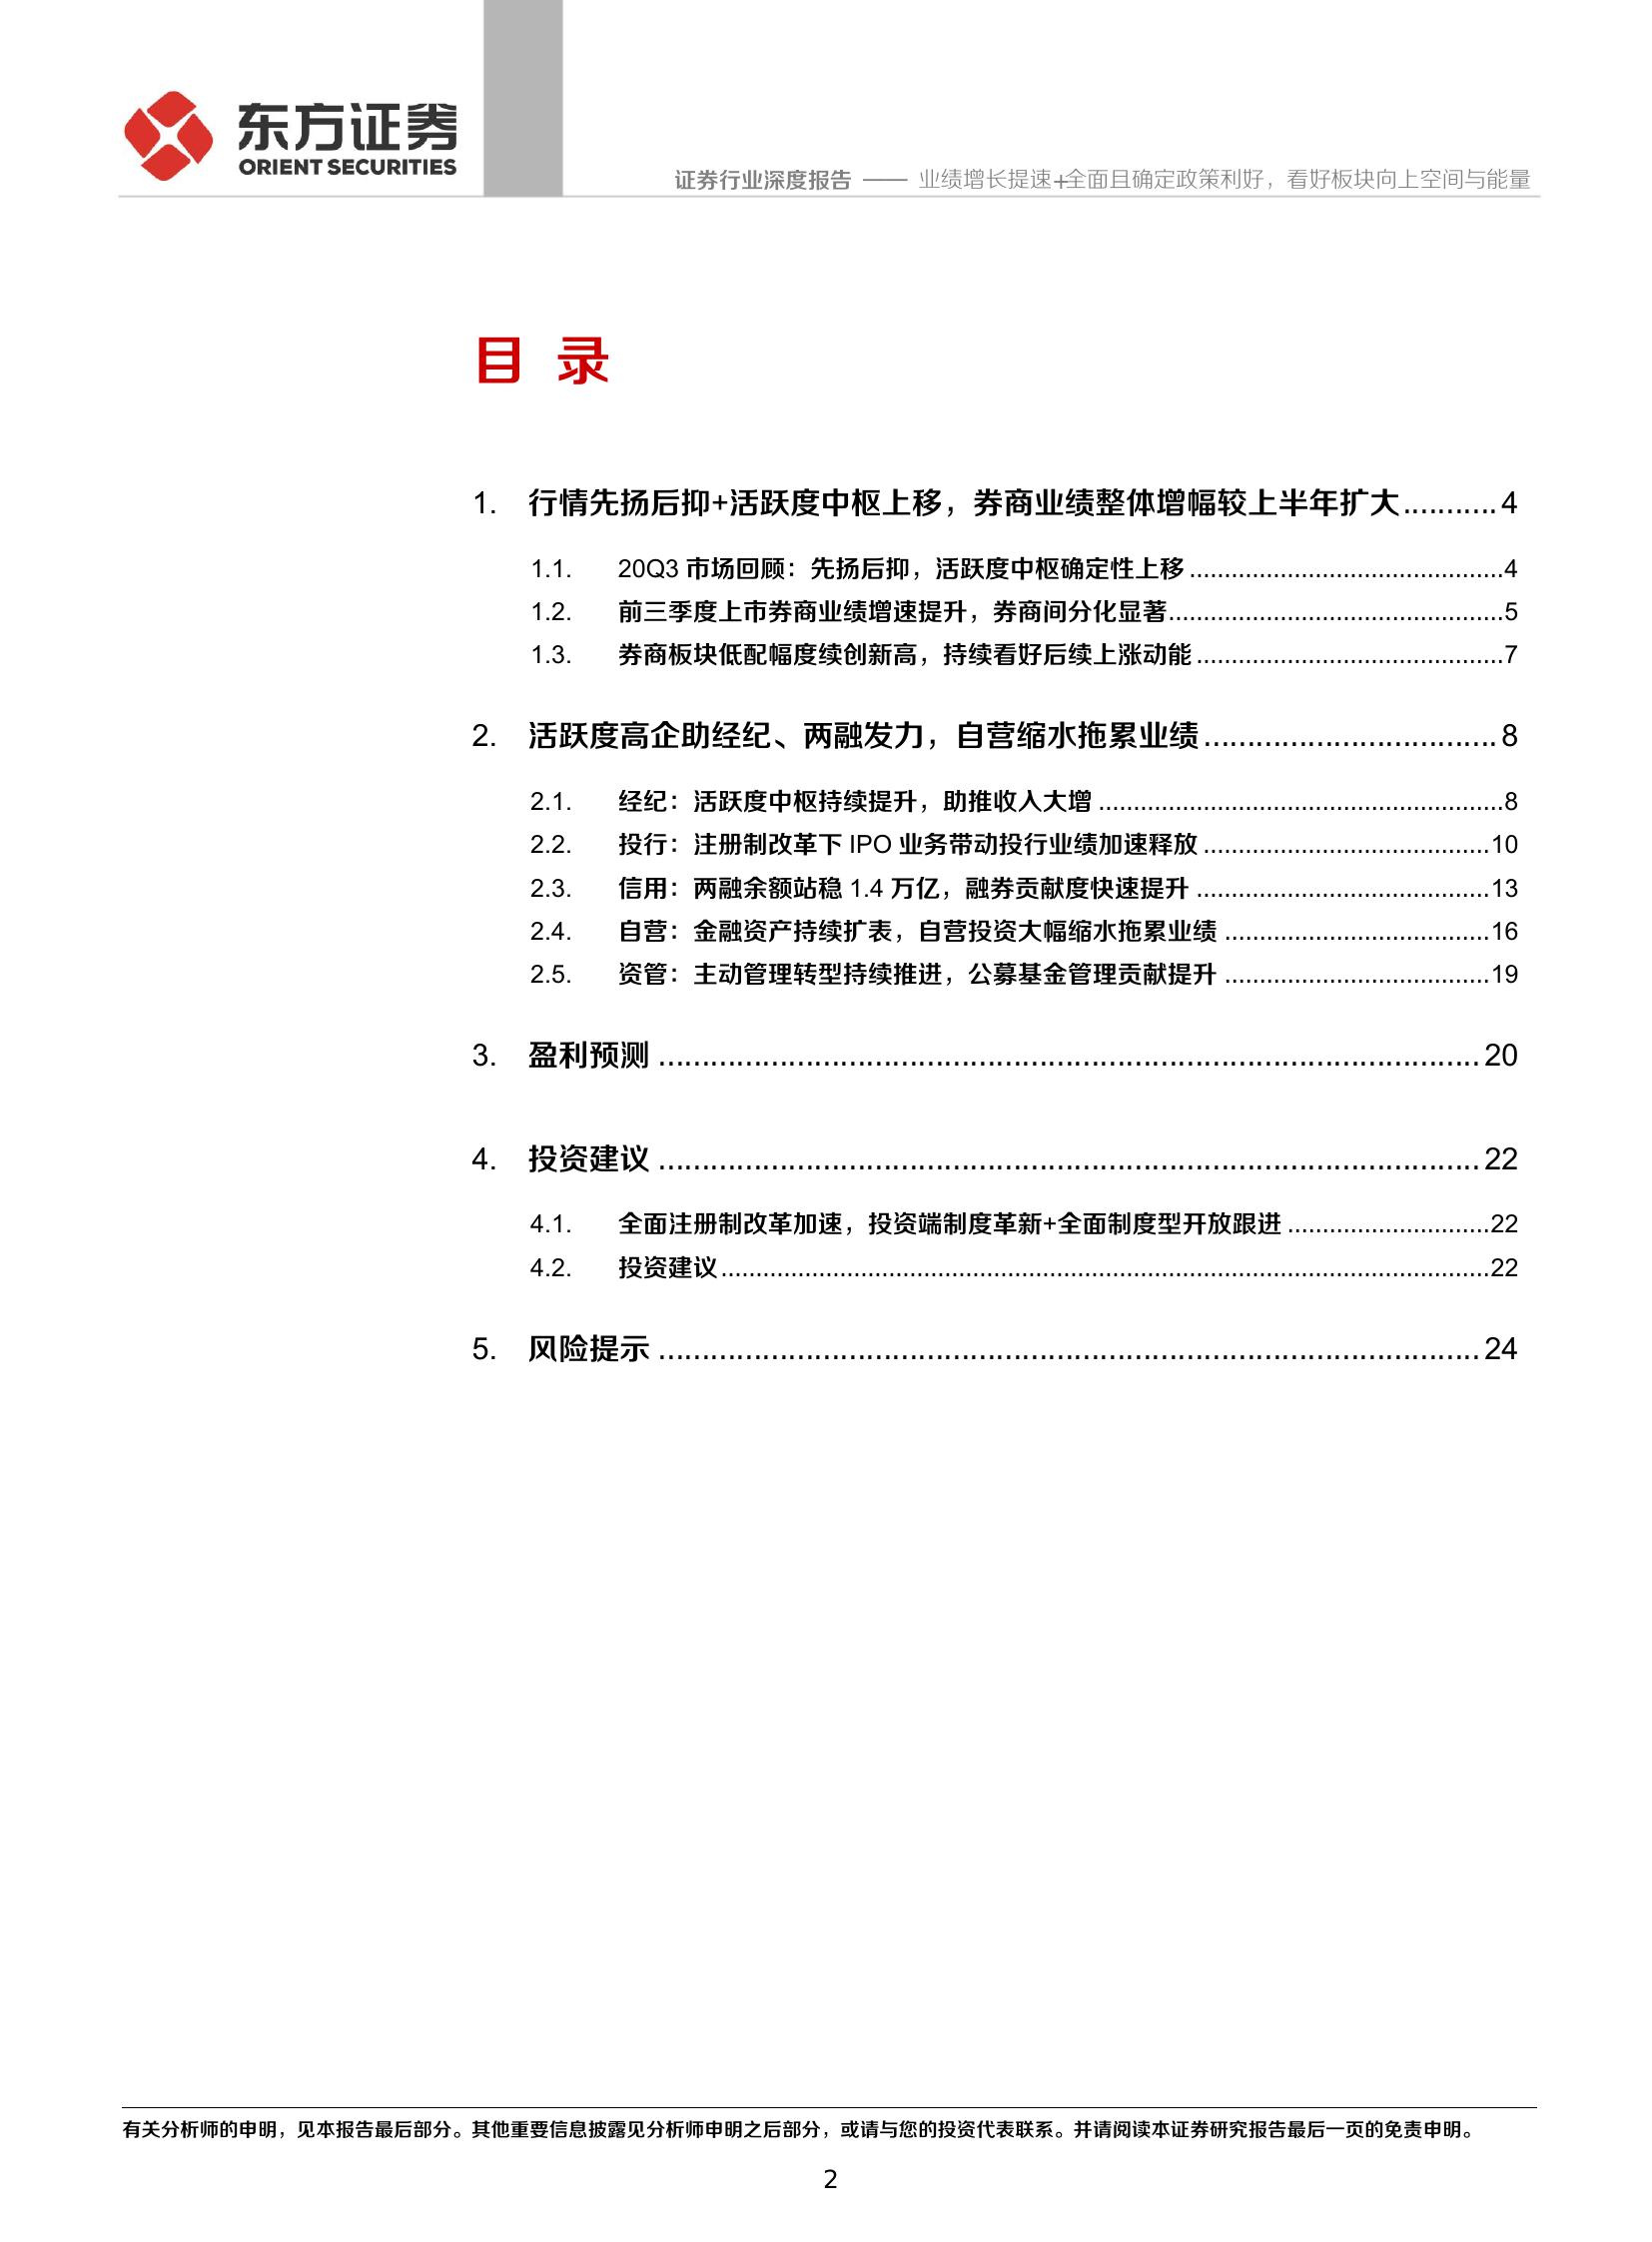 东方证券
ORIENT SECURITIES
证券行业深度报告 —— 业绩增长提速+全面且确定政策利好，看好板块向上空间与能量
目 录
1. 行情先扬后抑+活跃度中枢上移，券商业绩整体增幅较上半年扩大...........4
1.1. 20Q3 市场回顾：先扬后抑，活跃度中枢确定性上移.............................................4
1.2. 前三季度上市券商业绩增速提升，券商间分化显著................................................5
1.3. 券商板块低配幅度续创新高，持续看好后续上涨动能............................................7
2. 活跃度高企助经纪、两融发力，自营缩水拖累业绩..................................8
2.1. 经纪：活跃度中枢持续提升，助推收入大增..........................................................8
2.2. 投行：注册制改革下 IPO 业务带动投行业绩加速释放.........................................10
2.3. 信用：两融余额站稳 1.4 万亿，融券贡献度快速提升..........................................13
2.4. 自营：金融资产持续扩表，自营投资大幅缩水拖累业绩......................................16
2.5. 资管：主动管理转型持续推进，公募基金管理贡献提升......................................19
3. 盈利预测...............................................................................................20
4. 投资建议...............................................................................................22
4.1. 全面注册制改革加速，投资端制度革新+全面制度型开放跟进.............................22
4.2. 投资建议..............................................................................................................22
5. 风险提示...............................................................................................24
有关分析师的申明，见本报告最后部分。其他重要信息披露见分析师申明之后部分，或请与您的投资代表联系。并请阅读本证券研究报告最后一页的免责申明。
2